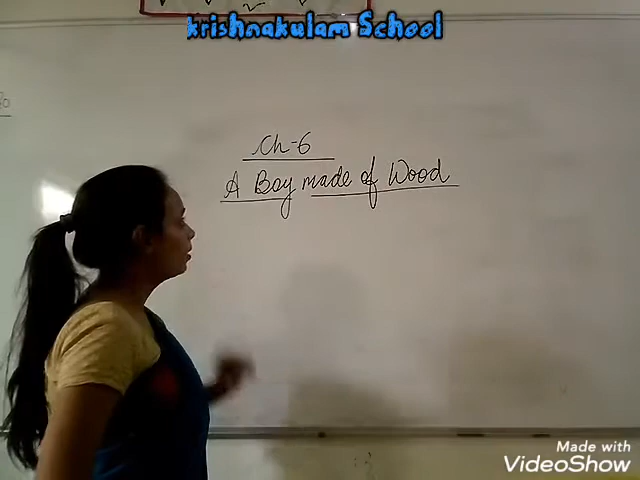 krishnakulam School
Ch-6
A Boy made of Wood
Made with
VideoShow